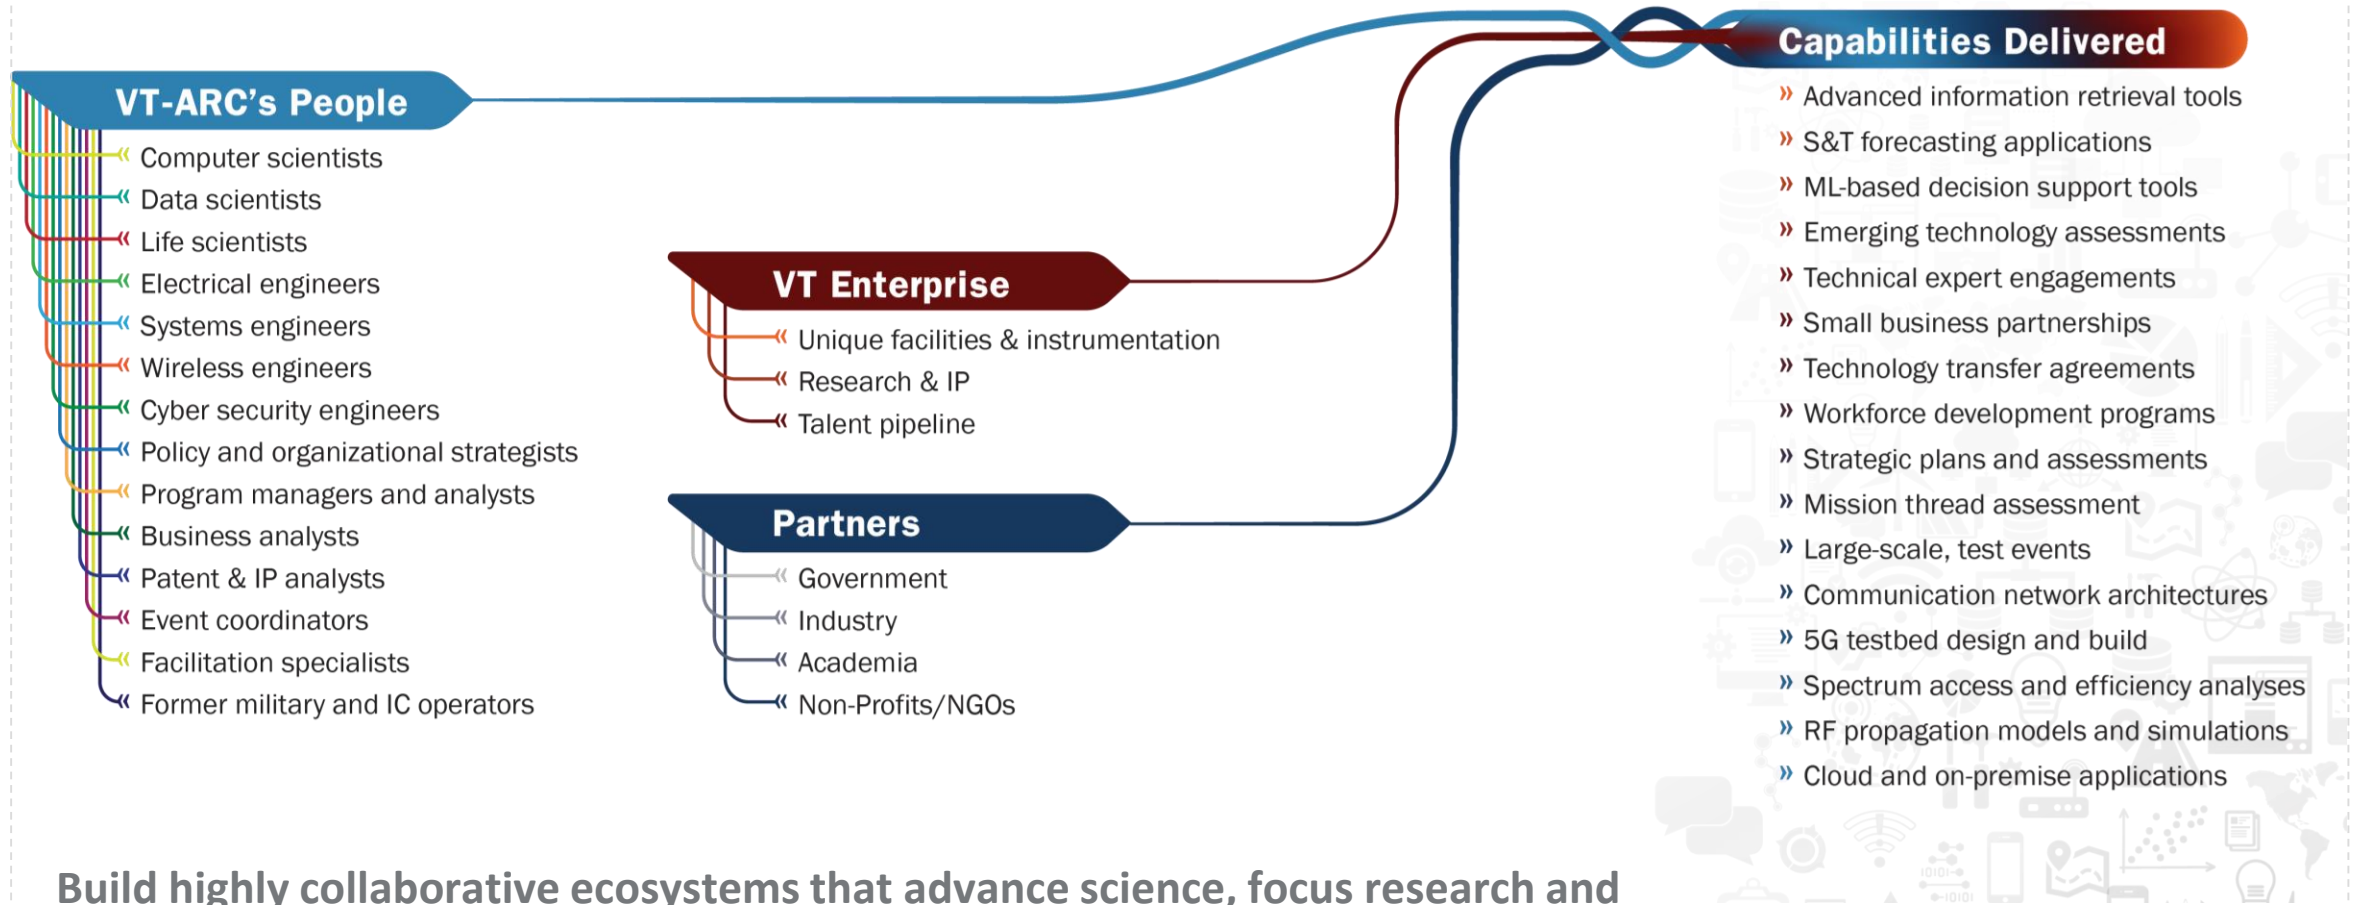 VT-ARC’s People
Computer scientists
Data scientists
Life scientists
Electrical engineers
Systems engineers
Wireless engineers
Cyber security engineers
Policy and organizational strategists
Program managers and analysts
Business analysts
Patent & IP analysts
Event coordinators
Facilitation specialists
Former military and IC operators
VT Enterprise
Unique facilities & instrumentation
Research & IP
Talent pipeline
Partners
Government
Industry
Academia
Non-Profits/NGOs
Capabilities Delivered
Advanced information retrieval tools
S&T forecasting applications
ML-based decision support tools
Emerging technology assessments
Technical expert engagements
Small business partnerships
Technology transfer agreements
Workforce development programs
Strategic plans and assessments
Mission thread assessment
Large-scale, test events
Communication network architectures
5G testbed design and build
Spectrum access and efficiency analyses
RF propagation models and simulations
Cloud and on-premise applications
Build highly collaborative ecosystems that advance science, focus research and